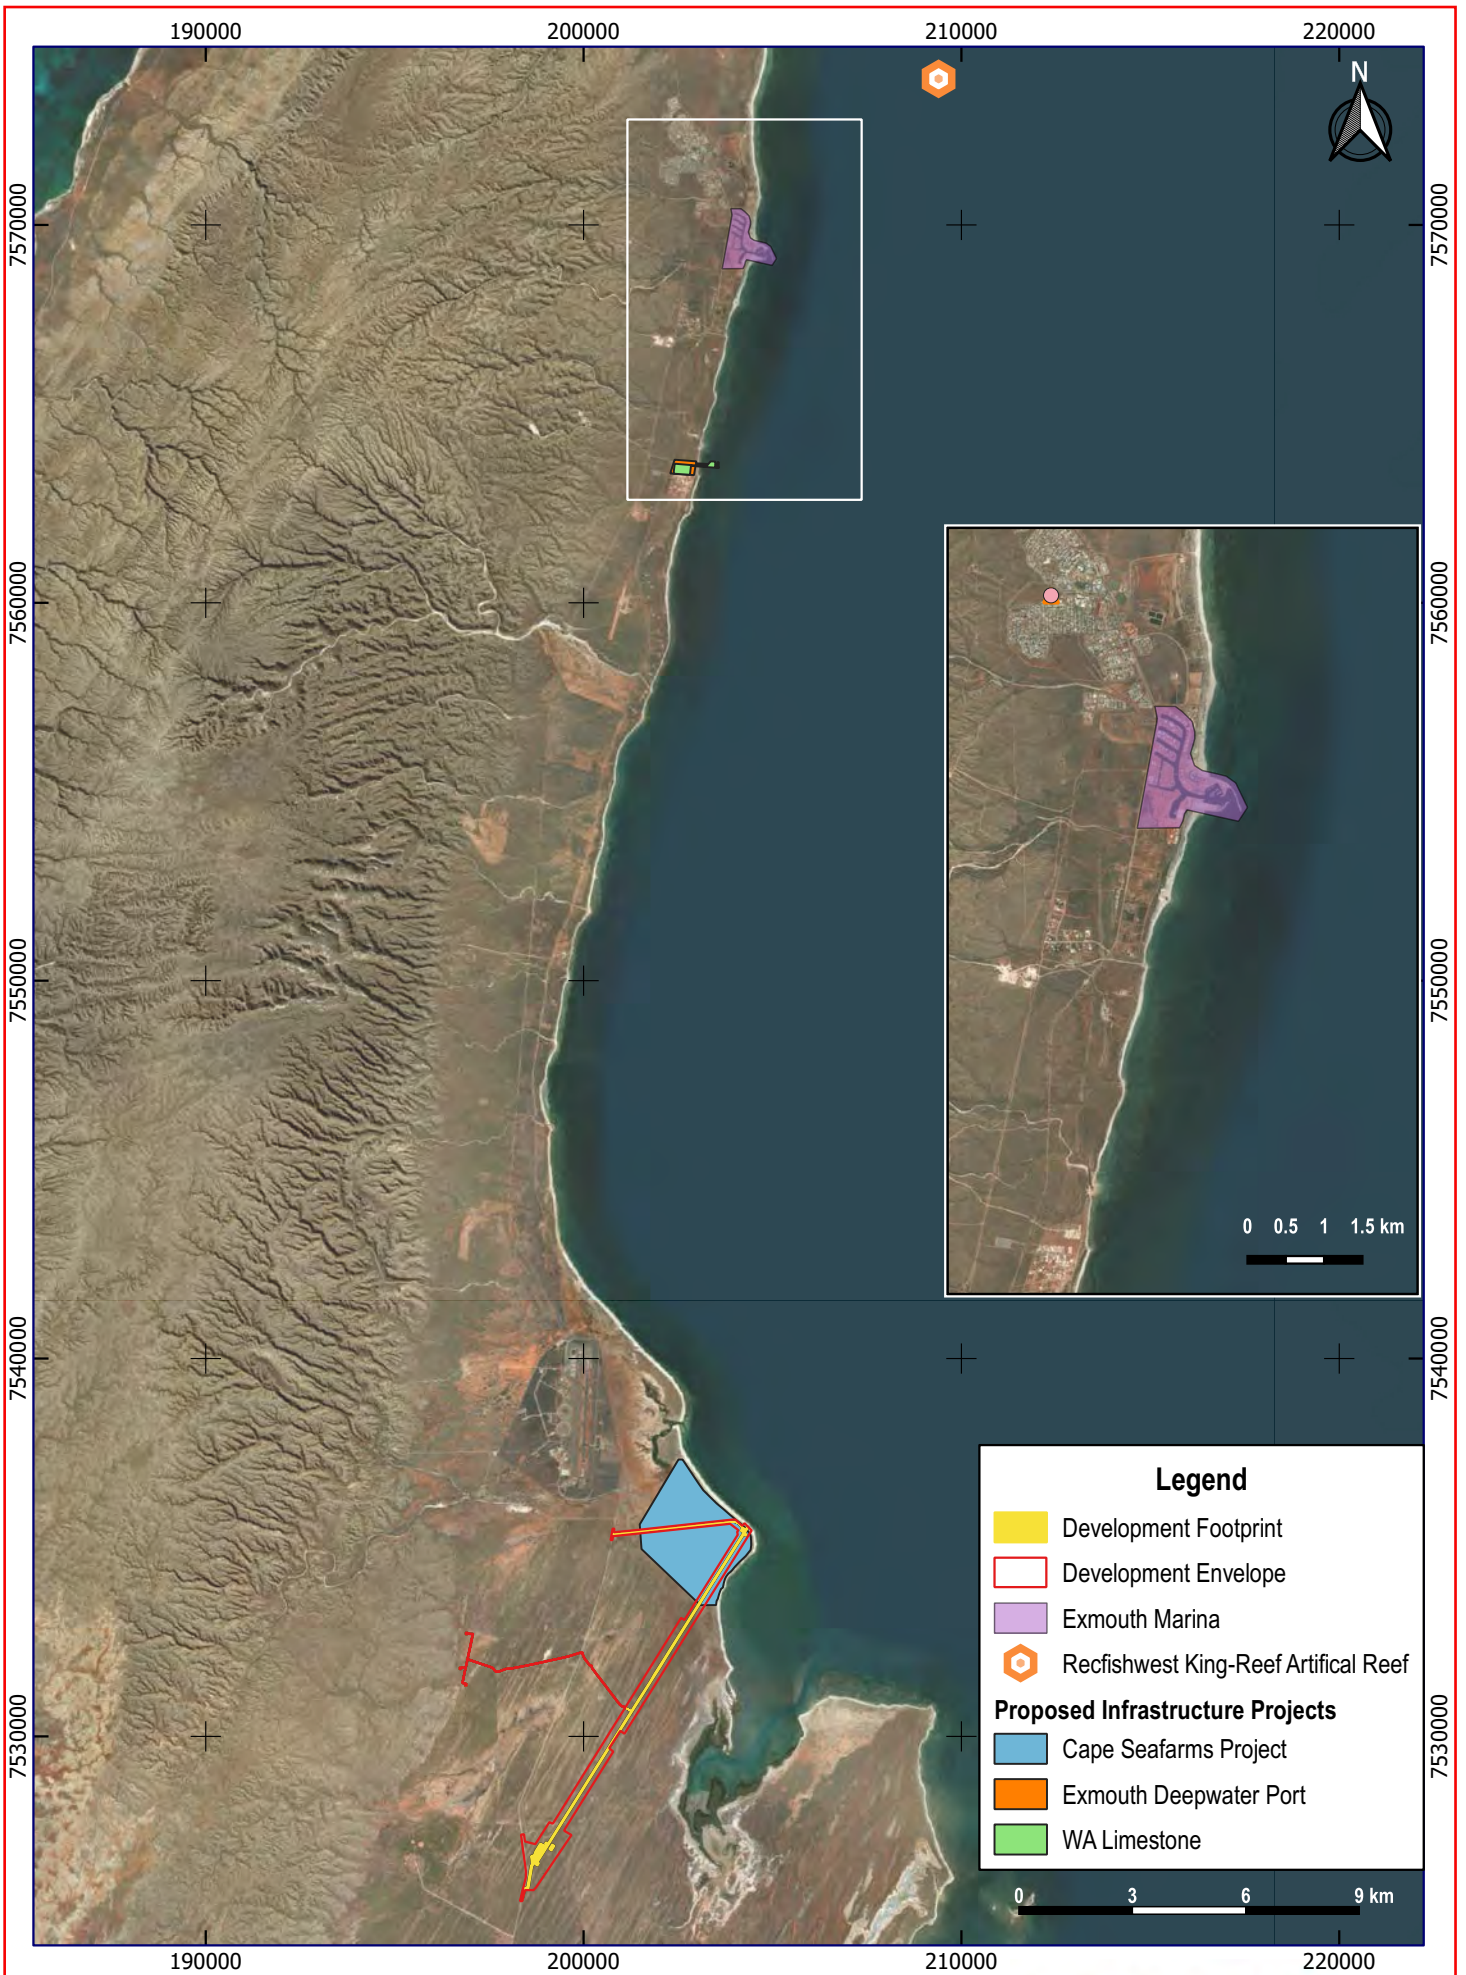 190000 200000 210000 220000
N
7570000 7570000
7560000 7560000
7550000 7550000
0 0.5 1 1.5 km
7540000 7540000
Legend
Development Footprint
Development Envelope
Exmouth Marina
Recfishwest King-Reef Artifical Reef
Proposed Infrastructure Projects
Cape Seafarms Project
Exmouth Deepwater Port
WA Limestone
7530000 7530000
0 3 6 9 km
190000 200000 210000 220000